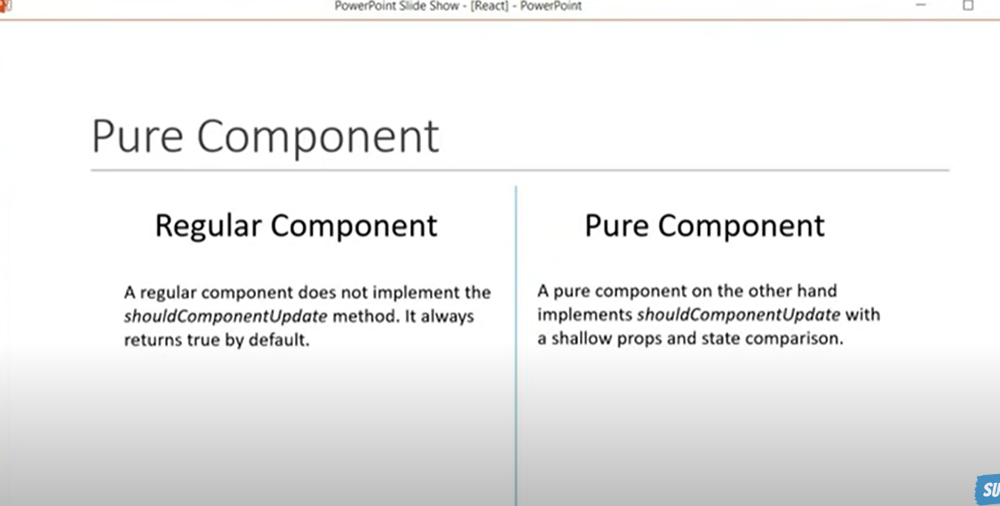 PowerPoint Slide Show - [React] - PowerPoint
Pure Component
Regular Component
A regular component does not implement the
shouldComponentUpdate method. It always
returns true by default.
Pure Component
A pure component on the other hand
implements shouldComponentUpdate with
a shallow props and state comparison.
SU